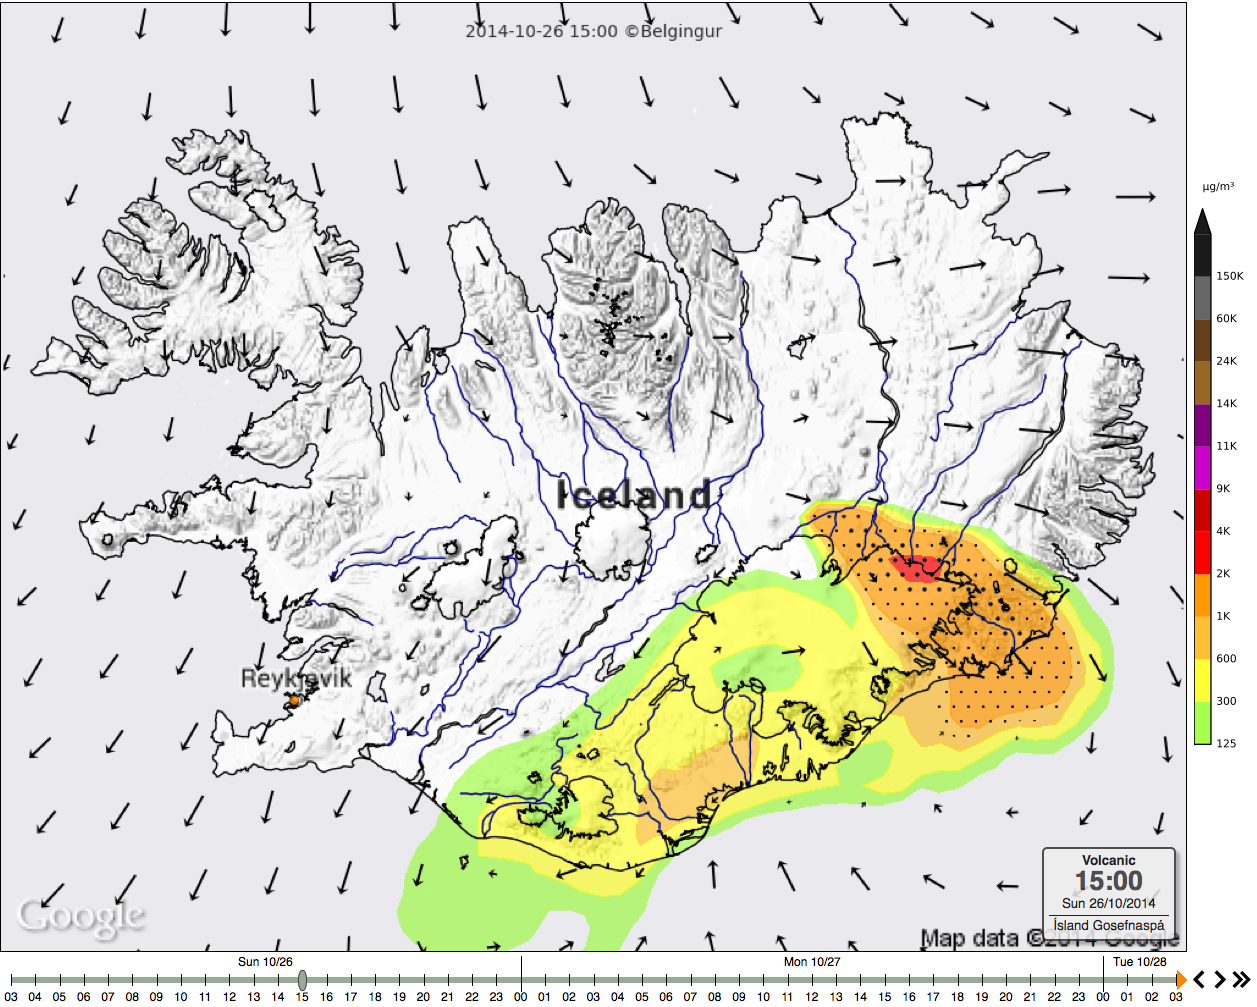 2014-10-26 15:00 ©Belgingur
µg/m³
150K
60K
24K
14K
11K
9K
4K
2K
1K
600
300
125
Iceland
Reykjavik
Volcanic
15:00
Sun 26/10/2014
Ísland Gosefnaspá
Google
Map data ©2014 Google
Sun 10/26 Mon 10/27 Tue 10/28
03 04 05 06 07 08 09 10 11 12 13 14 15 16 17 18 19 20 21 22 23 00 01 02 03 04 05 06 07 08 09 10 11 12 13 14 15 16 17 18 19 20 21 22 23 00 01 02